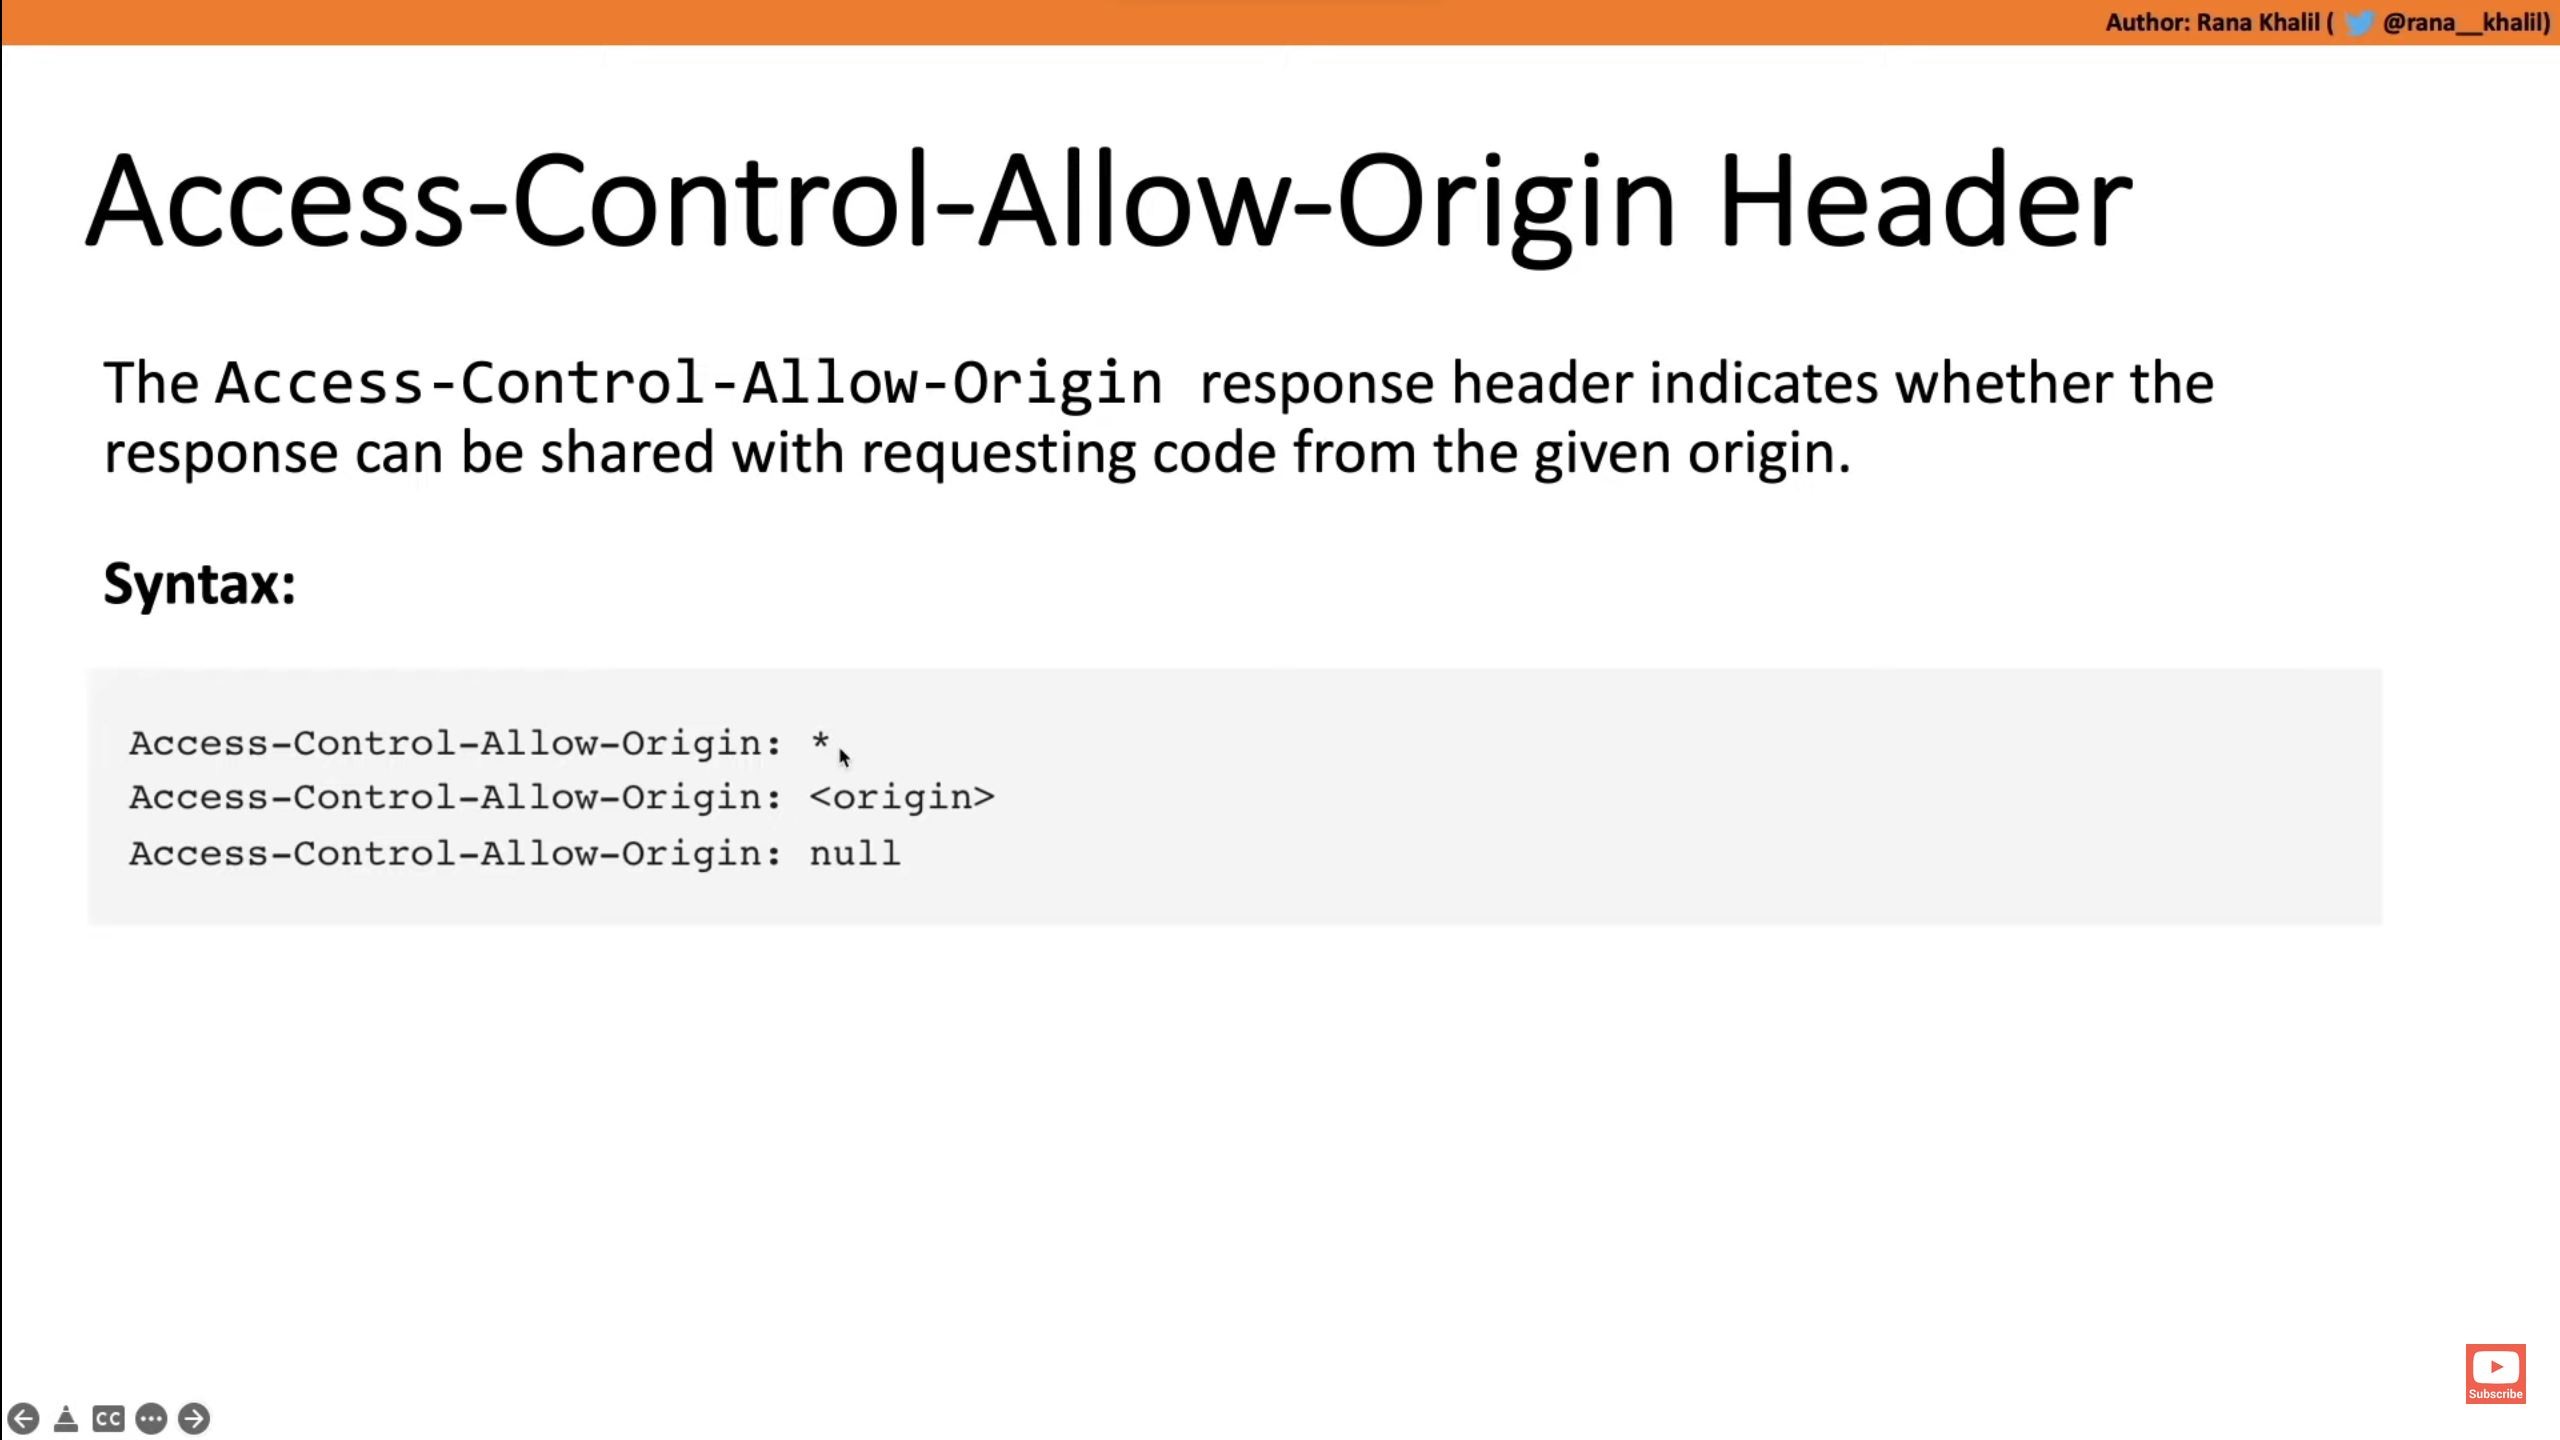 Author: Rana Khalil ( @rana__khalil)
Access-Control-Allow-Origin Header
The Access-Control-Allow-Origin response header indicates whether the
response can be shared with requesting code from the given origin.
Syntax:
Access-Control-Allow-Origin: *
Access-Control-Allow-Origin: <origin>
Access-Control-Allow-Origin: null
Subscribe
CC